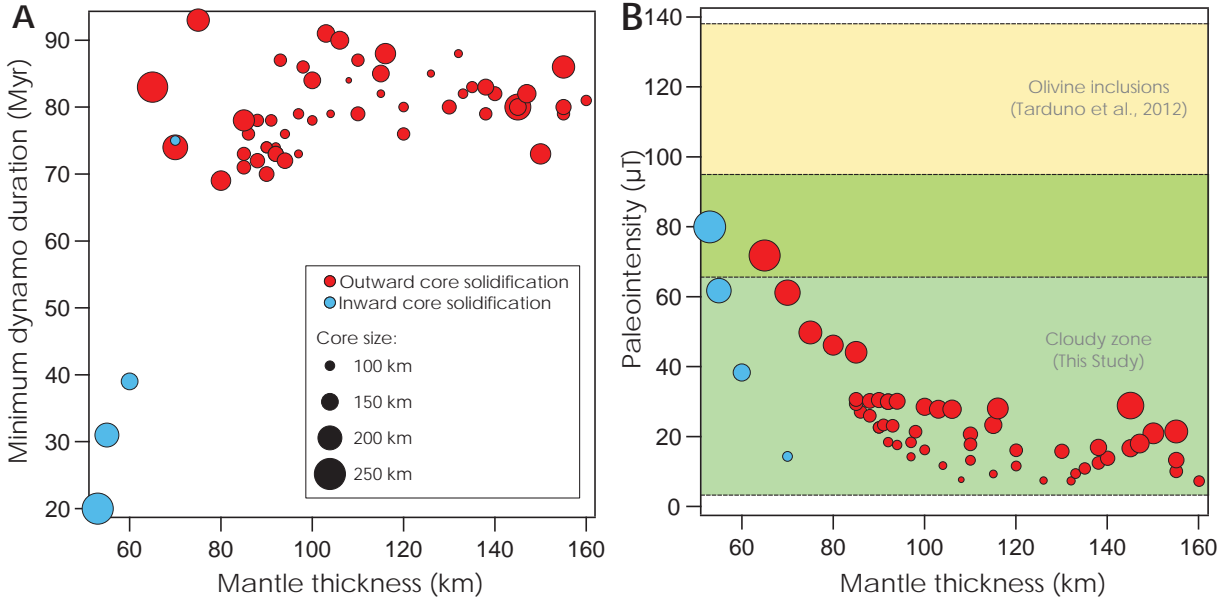 A
Minimum dynamo duration (Myr)
90
80
70
60
50
40
30
20
60
80
100
120
140
160
Mantle thickness (km)
Outward core solidification
Inward core solidification
Core size:
100 km
150 km
200 km
250 km
B
Paleointensity (µT)
140
120
100
80
60
40
20
0
60
80
100
120
140
160
Mantle thickness (km)
Olivine inclusions
(Tarduno et al., 2012)
Cloudy zone
(This Study)